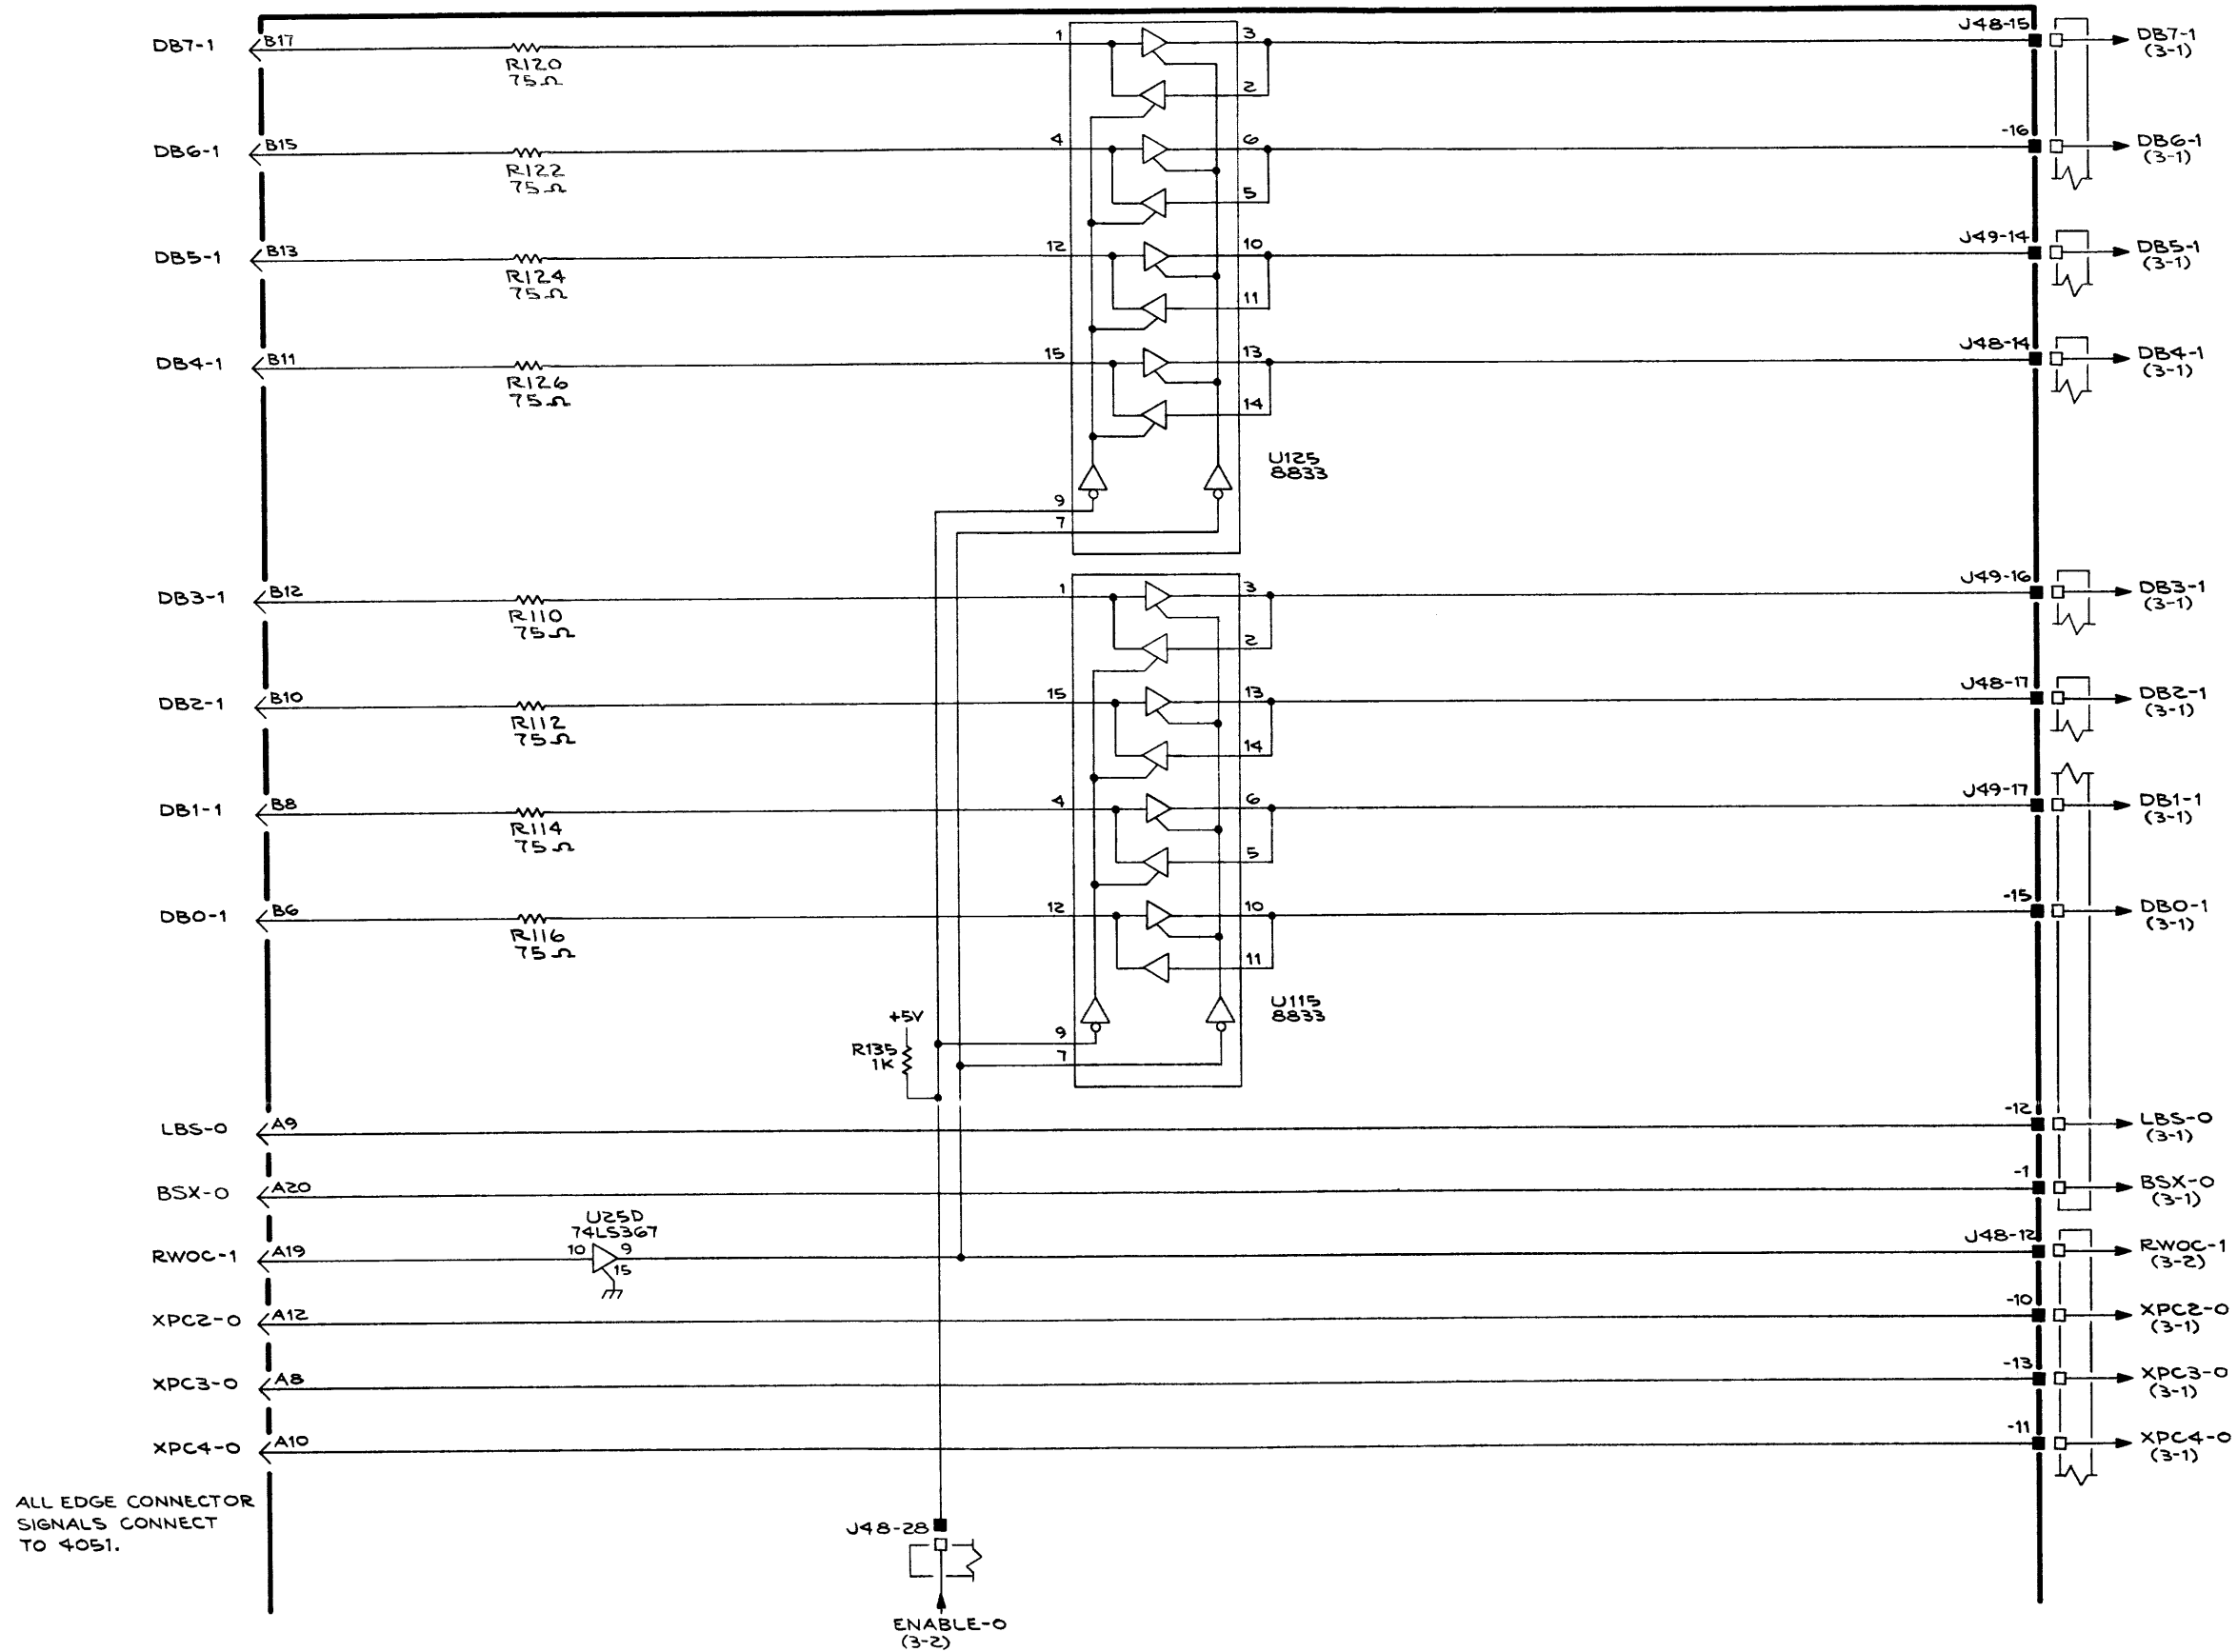 DB7-1 B17 R120 75Ω 1 3 2 J48-15 DB7-1 (3-1)
DB6-1 B15 R122 75Ω 4 6 5 -16 DB6-1 (3-1)
DB5-1 B13 R124 75Ω 12 10 11 J49-14 DB5-1 (3-1)
DB4-1 B11 R126 75Ω 15 13 14 J48-14 DB4-1 (3-1)
U125
8833
9
7
DB3-1 B12 R110 75Ω 1 3 2 J49-16 DB3-1 (3-1)
DB2-1 B10 R112 75Ω 15 13 14 J48-17 DB2-1 (3-1)
DB1-1 B8 R114 75Ω 4 6 5 J49-17 DB1-1 (3-1)
DB0-1 B6 R116 75Ω 12 10 11 -15 DB0-1 (3-1)
U115
8833
+5V
R135
1K
9
7
LBS-0 A9 -12 LBS-0 (3-1)
BSX-0 A20 -1 BSX-0 (3-1)
U25D
74LS367
RWOC-1 A19 10 9 15 J48-12 RWOC-1 (3-2)
XPC2-0 A12 -10 XPC2-0 (3-1)
XPC3-0 A8 -13 XPC3-0 (3-1)
XPC4-0 A10 -11 XPC4-0 (3-1)
ALL EDGE CONNECTOR
SIGNALS CONNECT
TO 4051.
J48-28
ENABLE-0
(3-2)